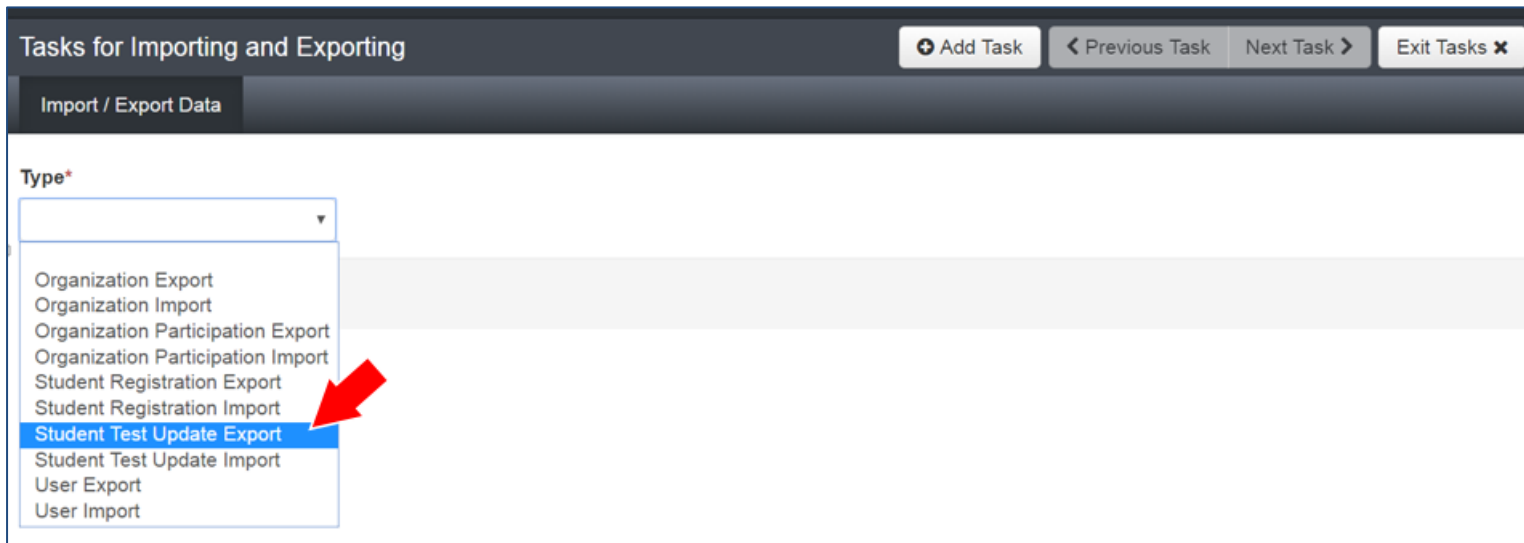 Tasks for Importing and Exporting
Add Task
Previous Task
Next Task
Exit Tasks
Import / Export Data
Type*
Organization Export
Organization Import
Organization Participation Export
Organization Participation Import
Student Registration Export
Student Registration Import
Student Test Update Export
Student Test Update Import
User Export
User Import